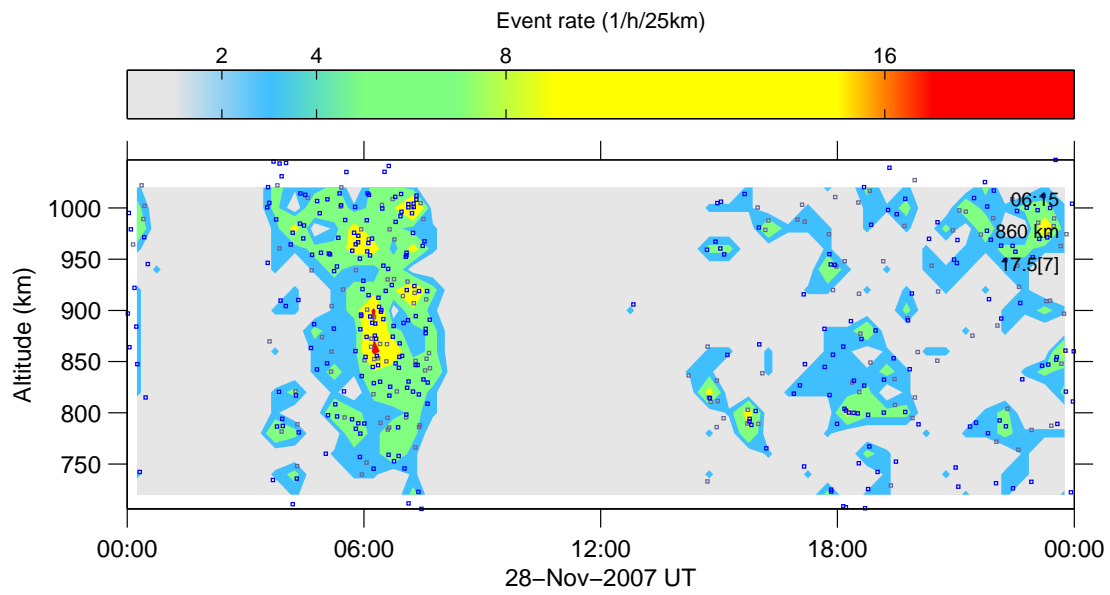 Event rate (1/h/25km)
2 4 8 16
1000
950
900
850
800
750
Altitude (km)
06:15
860 km
17.5[7]
00:00 06:00 12:00 18:00 00:00
28−Nov−2007 UT